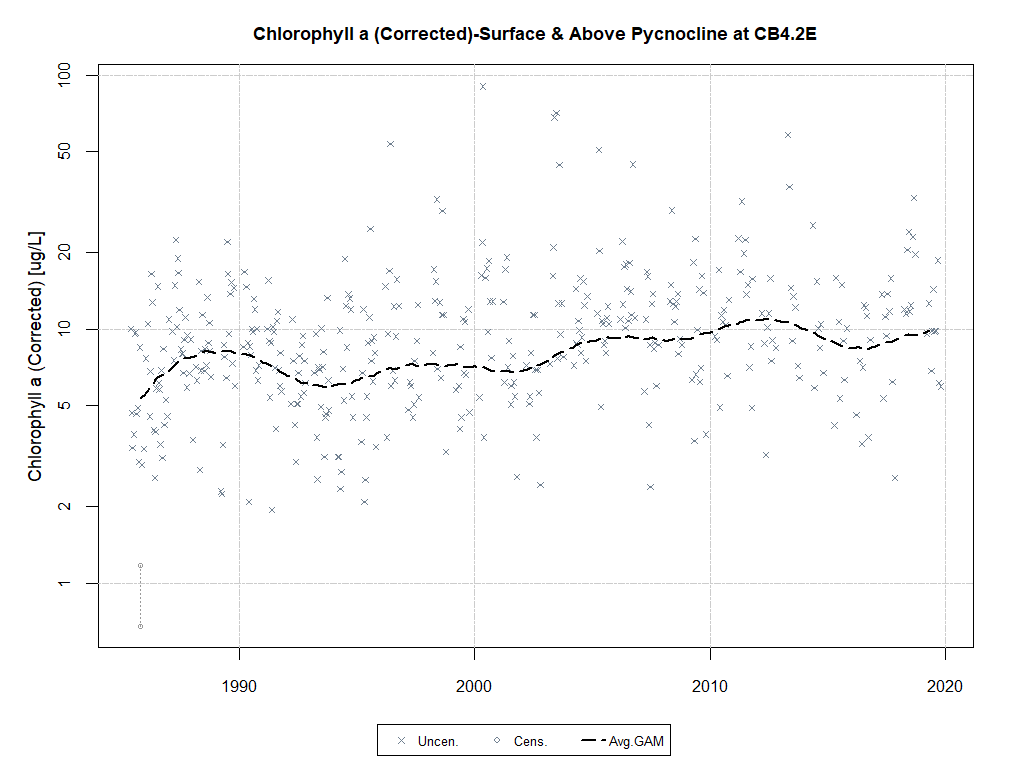 Chlorophyll a (Corrected)-Surface & Above Pycnocline at CB4.2E
Chlorophyll a (Corrected) [ug/L]
100
50
20
10
5
2
1
1990 2000 2010 2020
Uncen. Cens. Avg.GAM